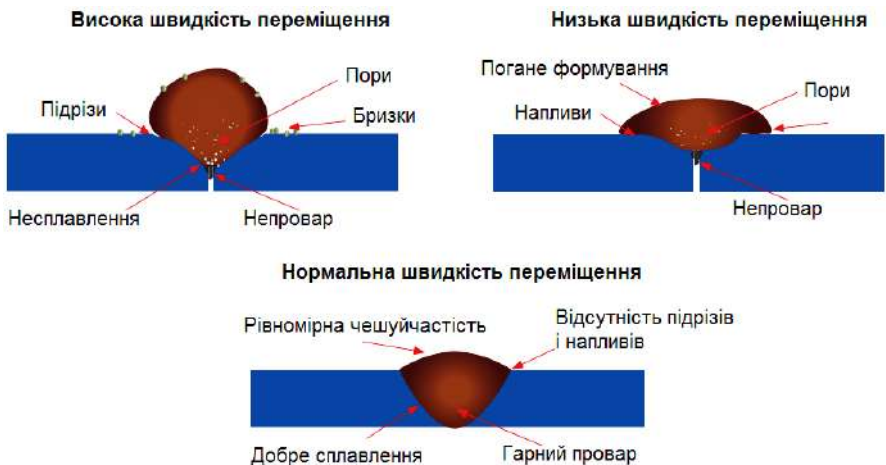 Висока швидкість переміщення
Пори
Підрізи
Бризки
Несплавлення
Непровар
Низька швидкість переміщення
Погане формування
Пори
Напливи
Непровар
Нормальна швидкість переміщення
Рівномірна чешуйчастість
Відсутність підрізів
і напливів
Добре сплавлення
Гарний провар